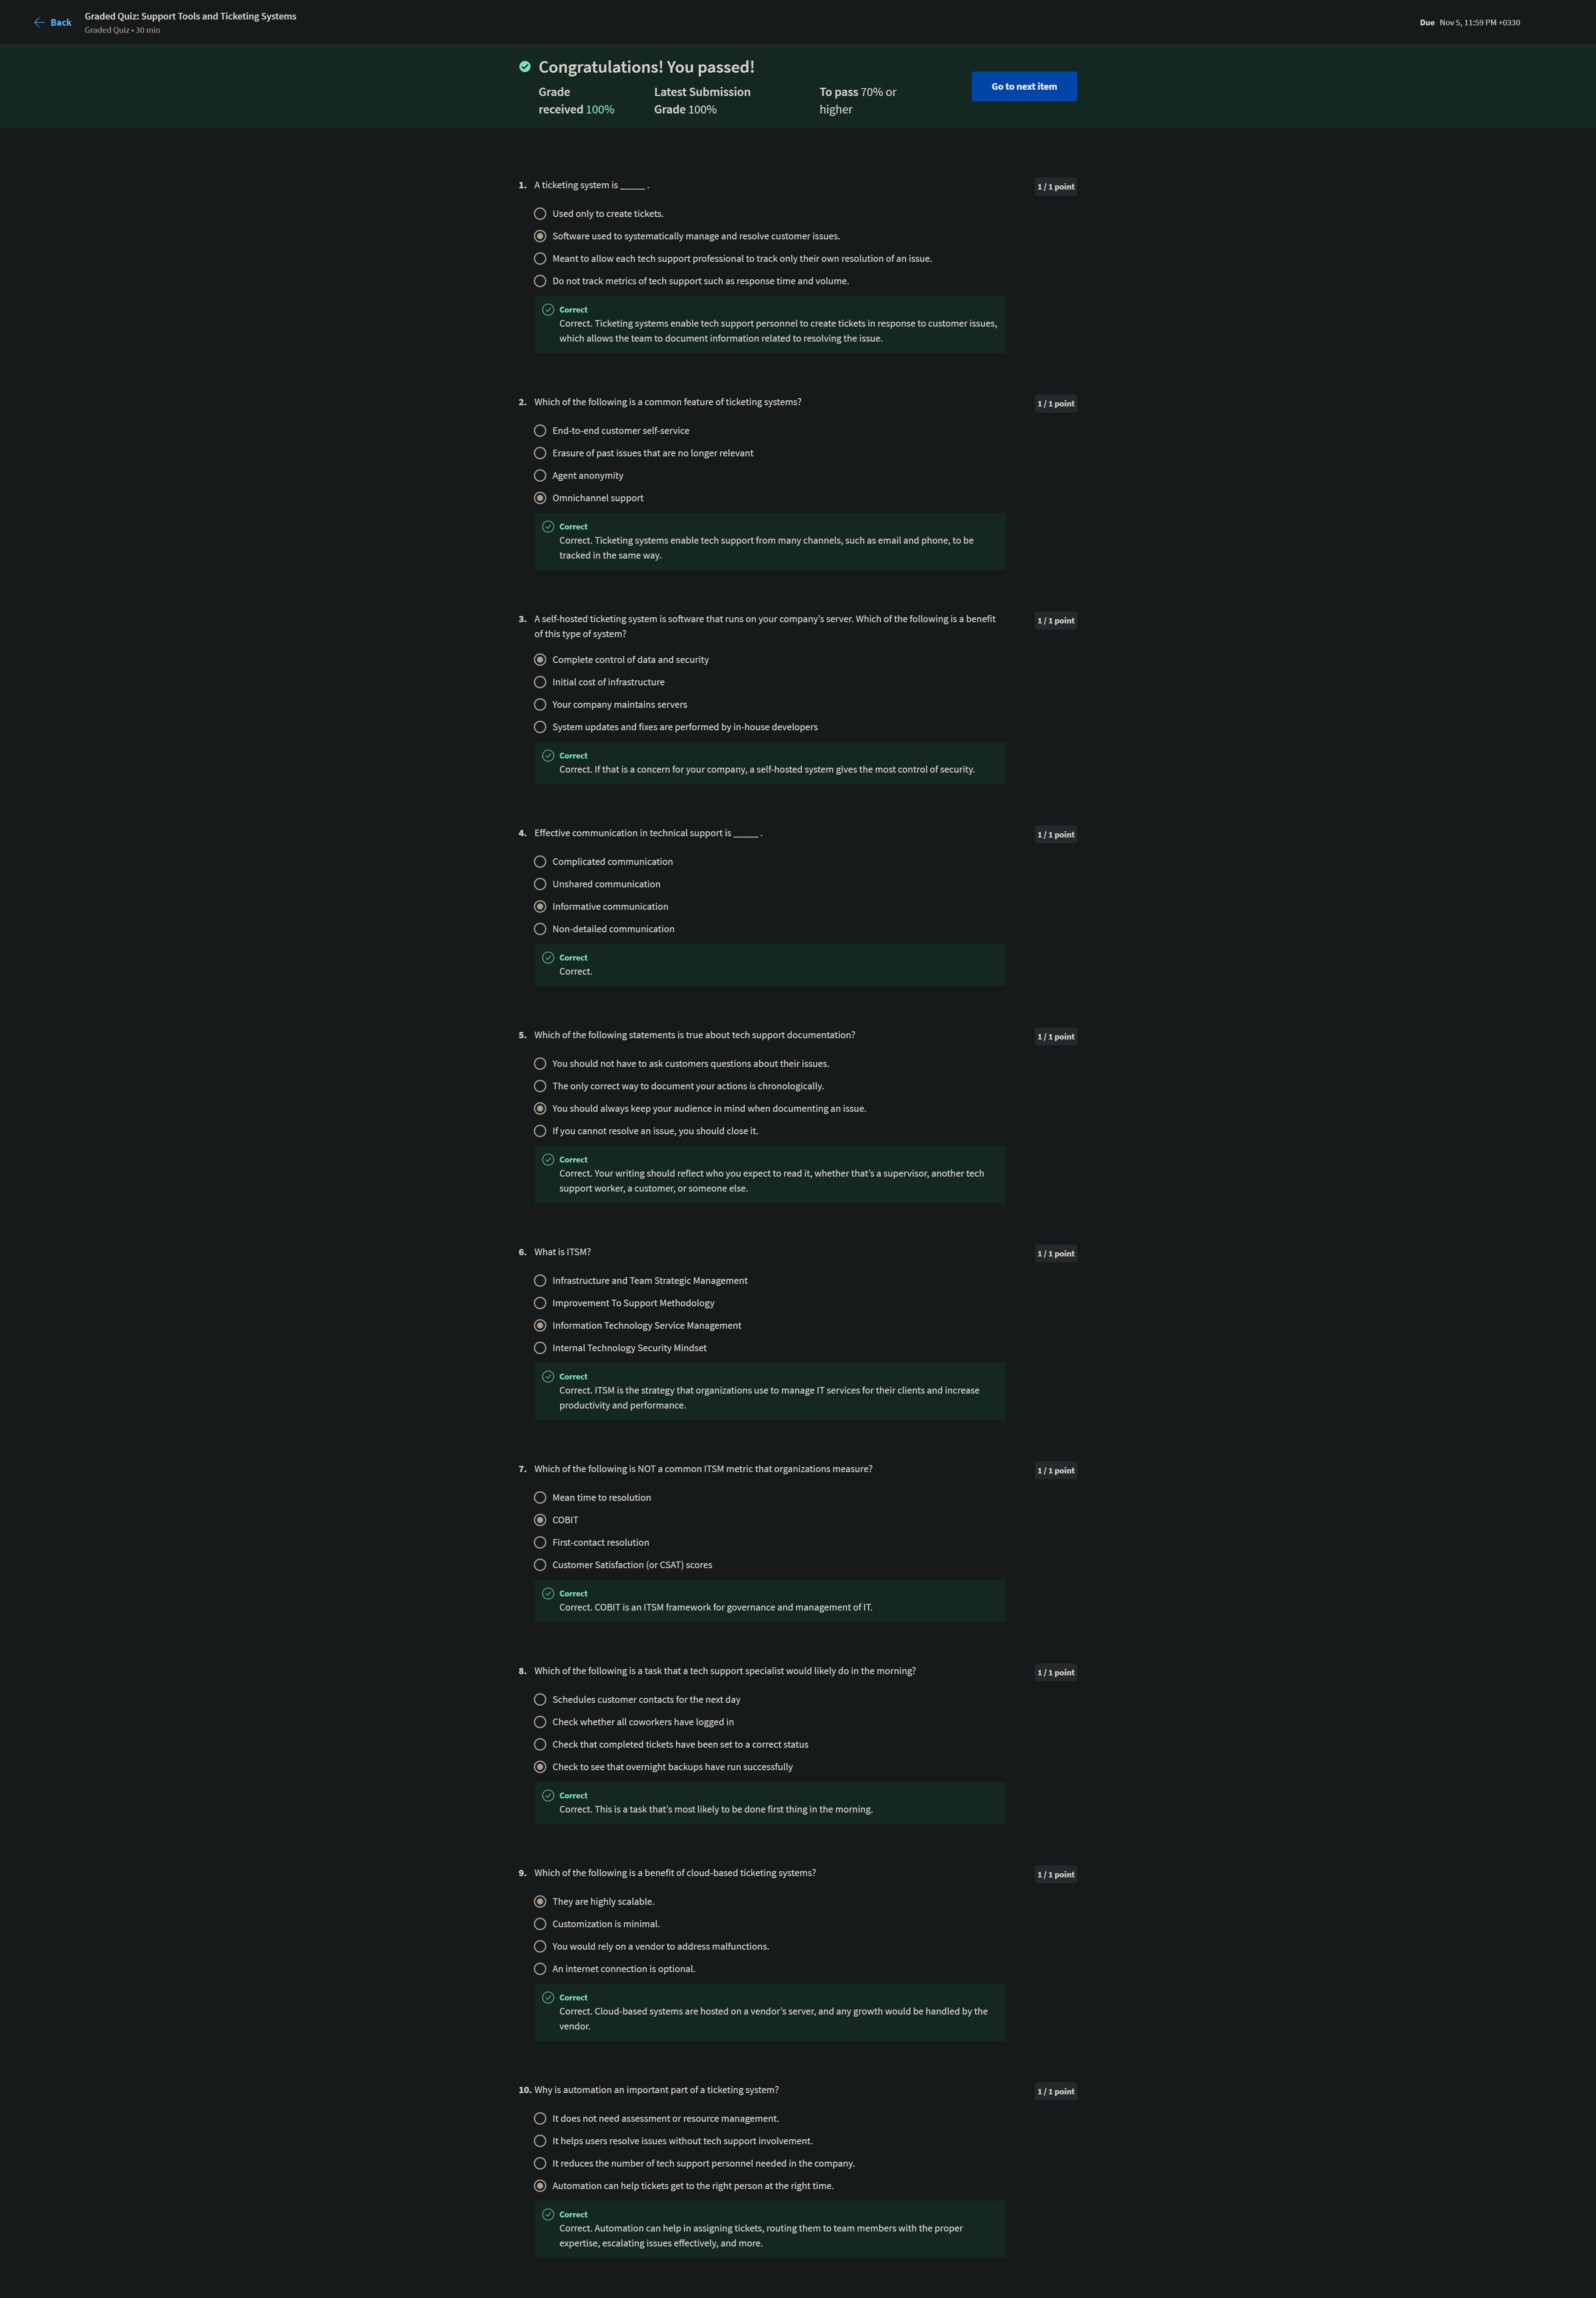 Back
Graded Quiz: Support Tools and Ticketing Systems
Graded Quiz • 30 min
Due Nov 5, 11:59 PM +0330
Congratulations! You passed!
Grade received 100%
Latest Submission Grade 100%
To pass 70% or higher
Go to next item
1. A ticketing system is _____ .
1 / 1 point
Used only to create tickets.
Software used to systematically manage and resolve customer issues.
Meant to allow each tech support professional to track only their own resolution of an issue.
Do not track metrics of tech support such as response time and volume.
Correct
Correct. Ticketing systems enable tech support personnel to create tickets in response to customer issues,
which allows the team to document information related to resolving the issue.
2. Which of the following is a common feature of ticketing systems?
1 / 1 point
End-to-end customer self-service
Erasure of past issues that are no longer relevant
Agent anonymity
Omnichannel support
Correct
Correct. Ticketing systems enable tech support from many channels, such as email and phone, to be
tracked in the same way.
3. A self-hosted ticketing system is software that runs on your company’s server. Which of the following is a benefit
of this type of system?
1 / 1 point
Complete control of data and security
Initial cost of infrastructure
Your company maintains servers
System updates and fixes are performed by in-house developers
Correct
Correct. If that is a concern for your company, a self-hosted system gives the most control of security.
4. Effective communication in technical support is _____ .
1 / 1 point
Complicated communication
Unshared communication
Informative communication
Non-detailed communication
Correct
Correct.
5. Which of the following statements is true about tech support documentation?
1 / 1 point
You should not have to ask customers questions about their issues.
The only correct way to document your actions is chronologically.
You should always keep your audience in mind when documenting an issue.
If you cannot resolve an issue, you should close it.
Correct
Correct. Your writing should reflect who you expect to read it, whether that’s a supervisor, another tech
support worker, a customer, or someone else.
6. What is ITSM?
1 / 1 point
Infrastructure and Team Strategic Management
Improvement To Support Methodology
Information Technology Service Management
Internal Technology Security Mindset
Correct
Correct. ITSM is the strategy that organizations use to manage IT services for their clients and increase
productivity and performance.
7. Which of the following is NOT a common ITSM metric that organizations measure?
1 / 1 point
Mean time to resolution
COBIT
First-contact resolution
Customer Satisfaction (or CSAT) scores
Correct
Correct. COBIT is an ITSM framework for governance and management of IT.
8. Which of the following is a task that a tech support specialist would likely do in the morning?
1 / 1 point
Schedules customer contacts for the next day
Check whether all coworkers have logged in
Check that completed tickets have been set to a correct status
Check to see that overnight backups have run successfully
Correct
Correct. This is a task that’s most likely to be done first thing in the morning.
9. Which of the following is a benefit of cloud-based ticketing systems?
1 / 1 point
They are highly scalable.
Customization is minimal.
You would rely on a vendor to address malfunctions.
An internet connection is optional.
Correct
Correct. Cloud-based systems are hosted on a vendor’s server, and any growth would be handled by the
vendor.
10. Why is automation an important part of a ticketing system?
1 / 1 point
It does not need assessment or resource management.
It helps users resolve issues without tech support involvement.
It reduces the number of tech support personnel needed in the company.
Automation can help tickets get to the right person at the right time.
Correct
Correct. Automation can help in assigning tickets, routing them to team members with the proper
expertise, escalating issues effectively, and more.